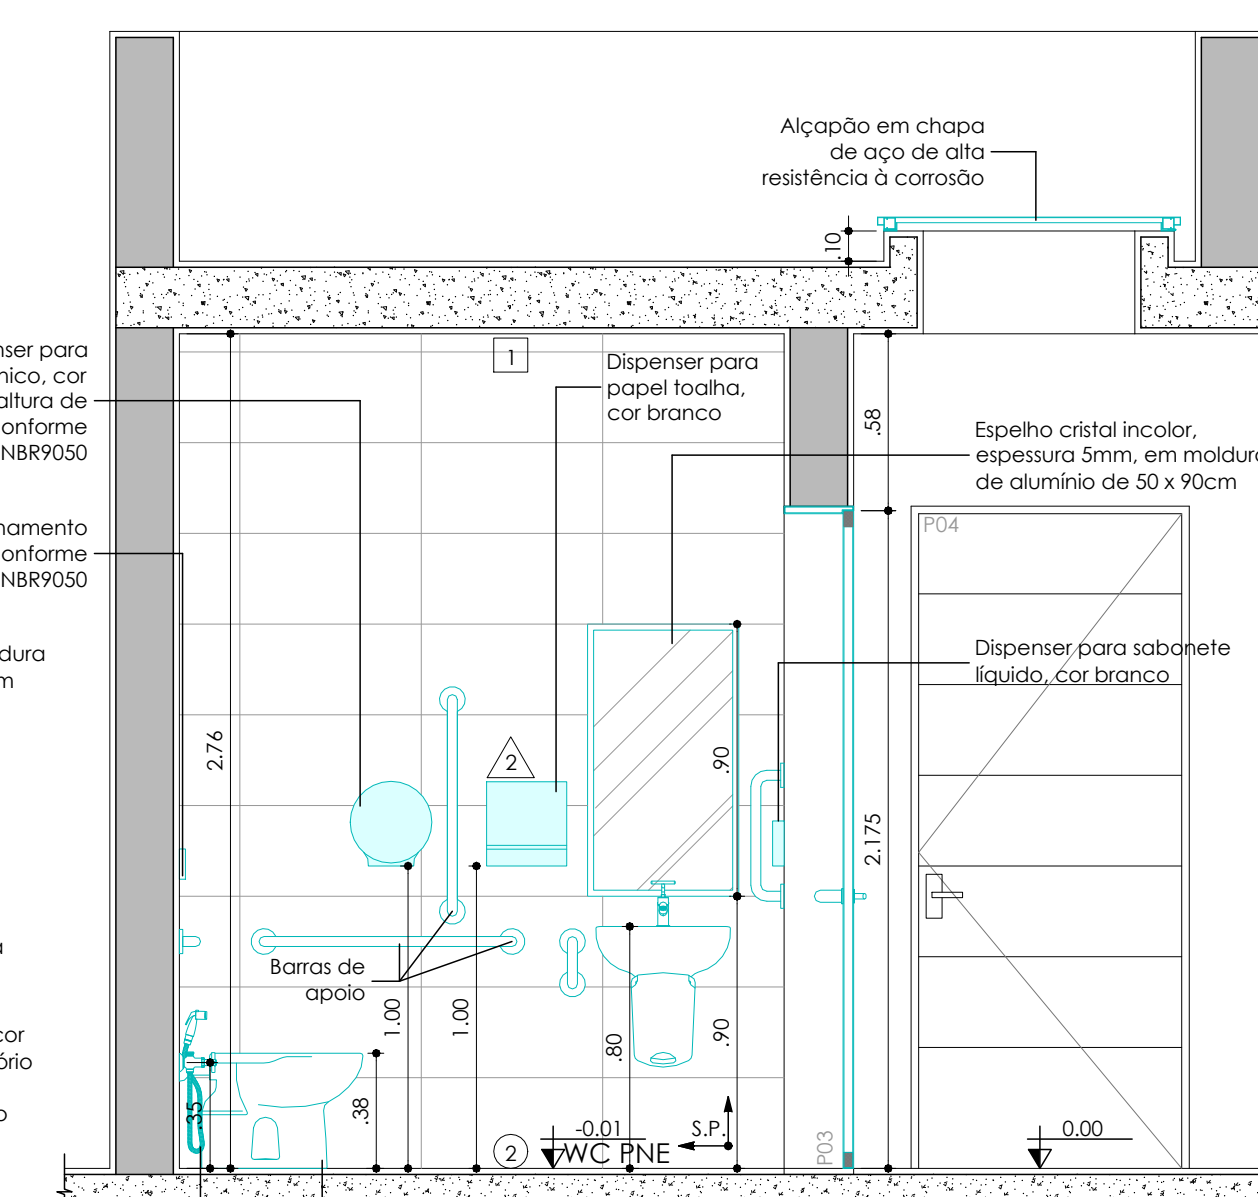 Alçapão em chapa
de aço de alta
resistência à corrosão
.10
1
Dispenser para
papel toalha,
cor branco
nser para
nico, cor
altura de
onforme
NBR9050
.58
Espelho cristal incolor,
espessura 5mm, em moldura
de alumínio de 50 x 90cm
P04
namento
onforme
NBR9050
dura
m
Dispenser para sabonete
líquido, cor branco
2.76
2
.90
2.175
a
Barras de
apoio
1.00
1.00
.80
.90
cor
ório
o
.35
.38
2
-0.01
WC PNE
S.P.
P03
0.00